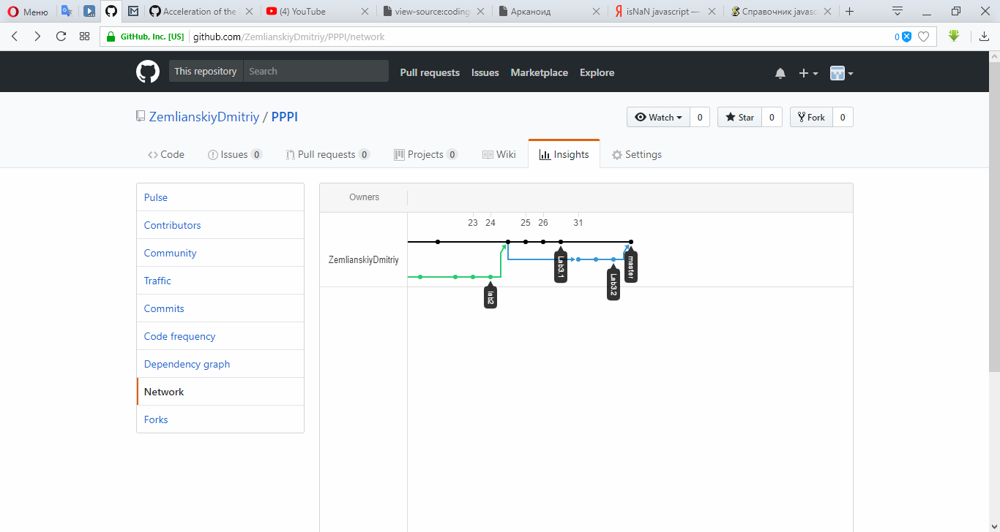 Меню
Acceleration of the
(4) YouTube
view-source:coding
Арканоид
isNaN javascript —
Справочник javasc
GitHub, Inc. [US]
github.com/ZemlianskiyDmitriy/PPPI/network
0
This repository
Search
Pull requests
Issues
Marketplace
Explore
ZemlianskiyDmitriy / PPPI
Watch 0
Star 0
Fork 0
Code
Issues 0
Pull requests 0
Projects 0
Wiki
Insights
Settings
Pulse
Contributors
Community
Traffic
Commits
Code frequency
Dependency graph
Network
Forks
Owners
23 24 25 26 31
ZemlianskiyDmitriy
Lab3.1
master
Lab3.2
lab2